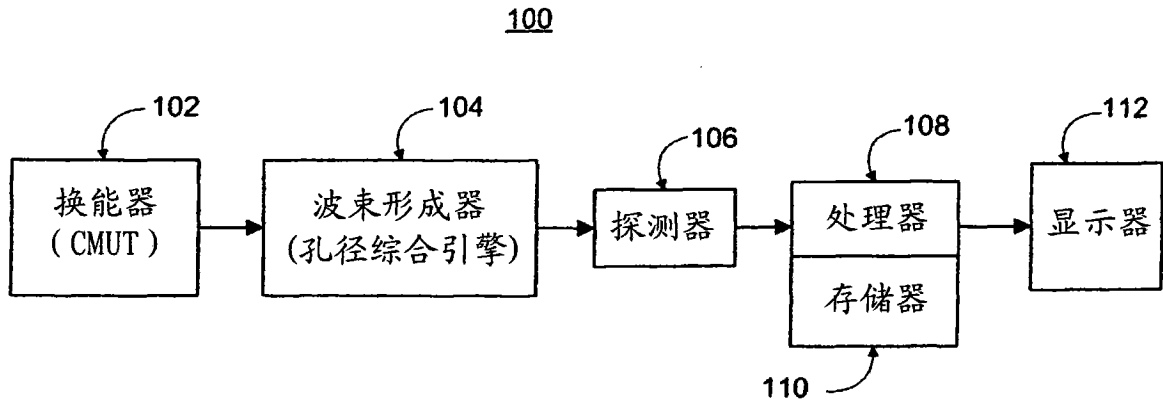 100
102
104
106
108
112
换能器
(CMUT)
波束形成器
(孔径综合引擎)
探测器
处理器
存储器
显示器
110